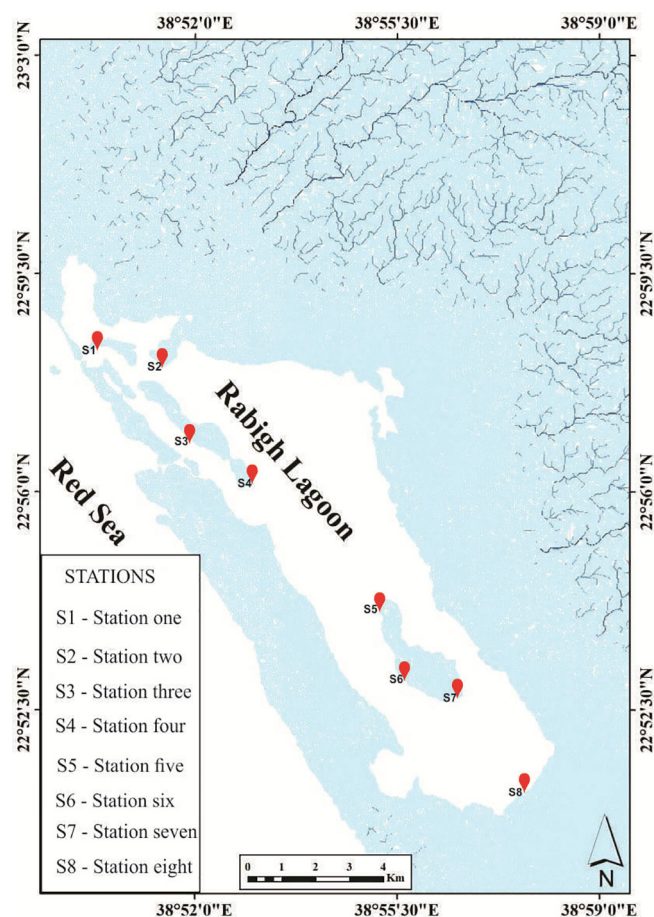 38°52'0"E 38°55'30"E 38°59'0"E
23°3'0"N 23°3'0"N
22°59'30"N 22°59'30"N
22°56'0"N 22°56'0"N
22°52'30"N 22°52'30"N
S1
S2
S3
S4
Rabigh Lagoon
Red Sea
S5
S6
S7
S8
STATIONS
S1 - Station one
S2 - Station two
S3 - Station three
S4 - Station four
S5 - Station five
S6 - Station six
S7 - Station seven
S8 - Station eight
0 1 2 3 4
Km
N
38°52'0"E 38°55'30"E 38°59'0"E